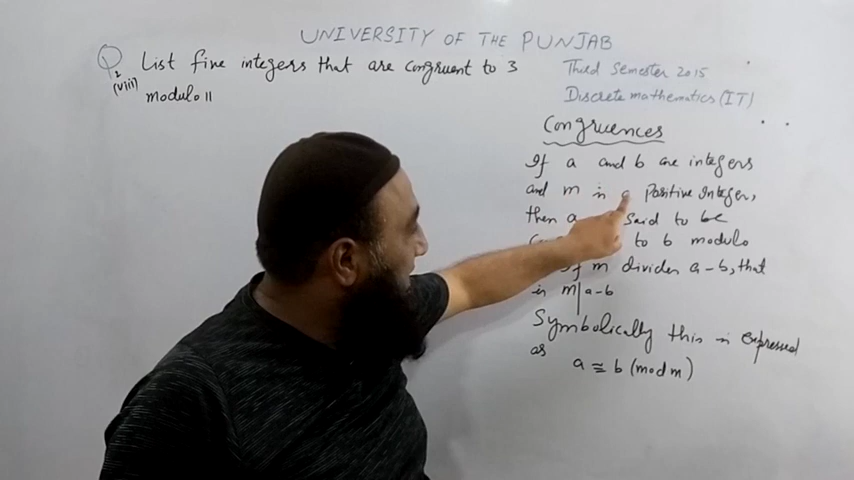 UNIVERSITY OF THE PUNJAB
Q2 (viii) List five integers that are congruent to 3
modulo 11
Third Semester 2015
Discrete mathematics (IT)
Congruences
If a and b are integers
and m is a Positive Integer,
then a said to be
to b modulo
if m divides a-b, that
is m|a-b
Symbolically this is expressed
as
a ≅ b (mod m)